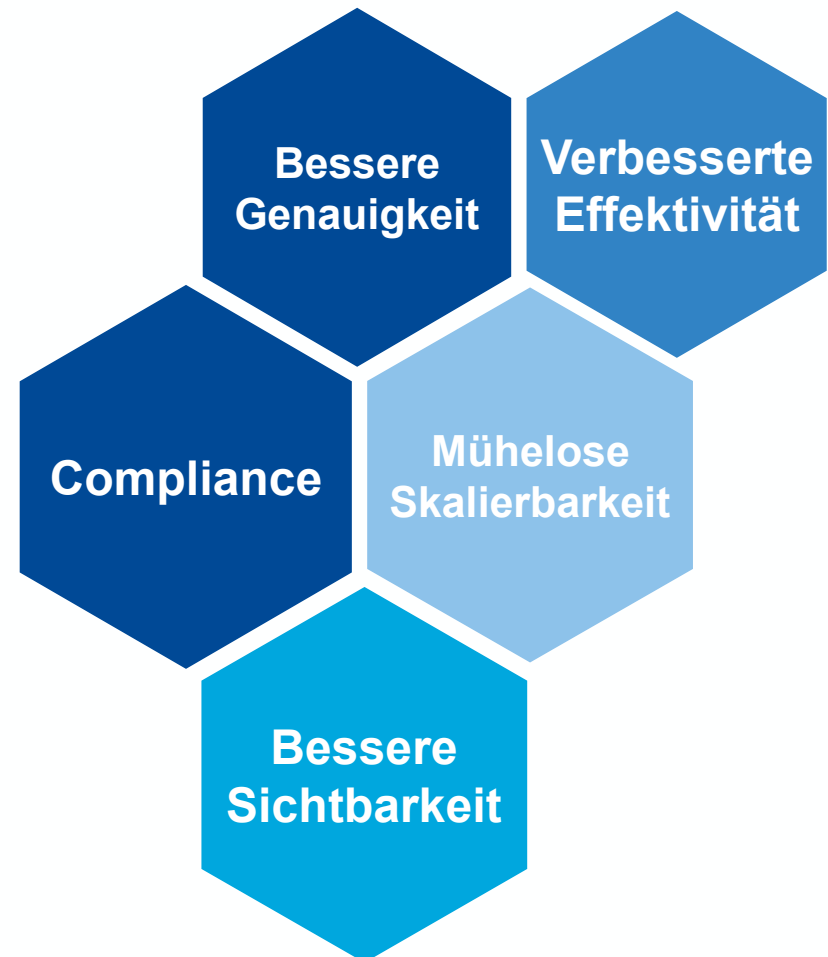 Bessere
Genauigkeit
Verbesserte
Effektivität
Compliance
Mühelose
Skalierbarkeit
Bessere
Sichtbarkeit